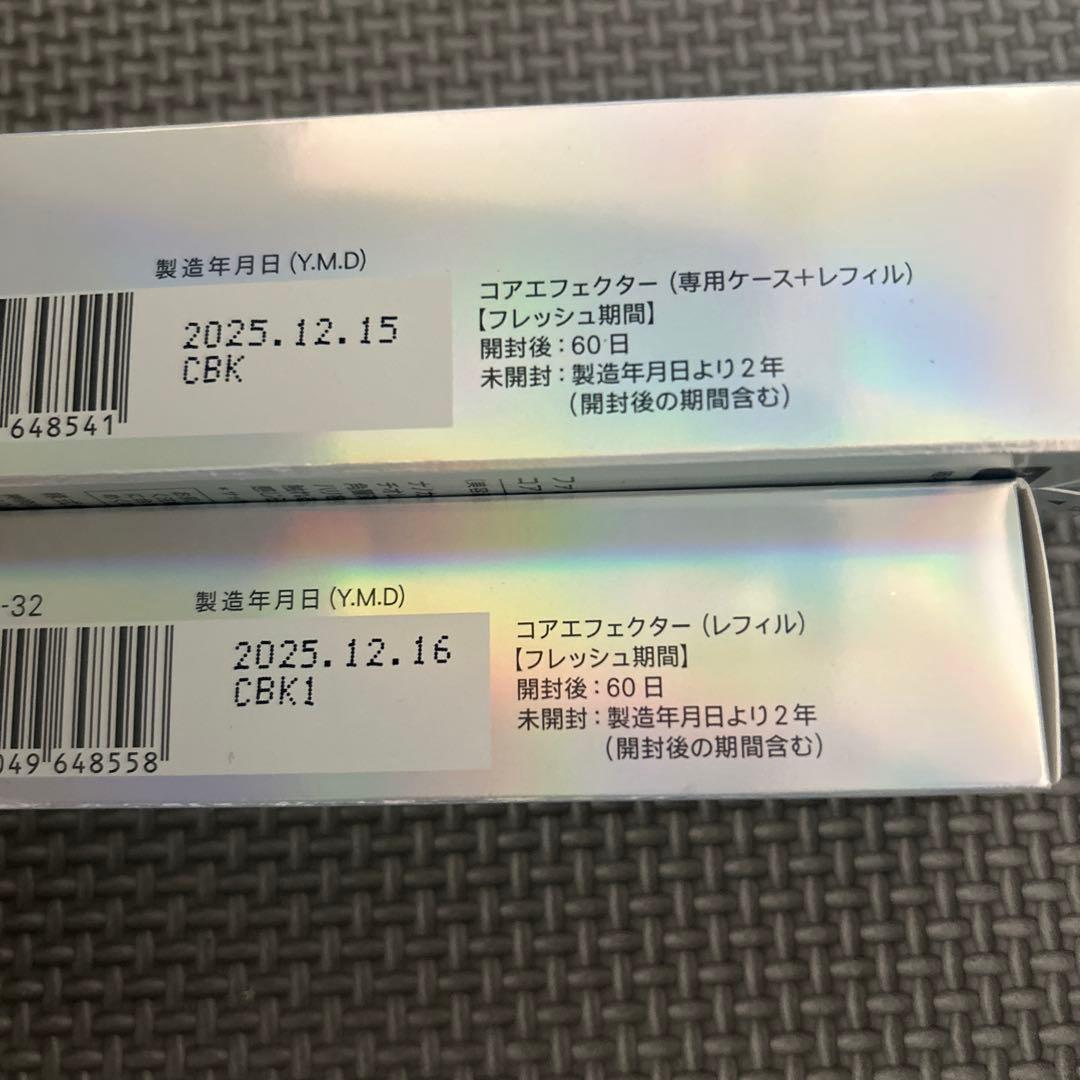 製造年月日(Y.M.D)
2025.12.15
CBK
648541
コアエフェクター(専用ケース+レフィル)
【フレッシュ期間】
開封後:60日
未開封:製造年月日より2年
(開封後の期間含む)
-32
製造年月日(Y.M.D)
2025.12.16
CBK1
049 648558
コアエフェクター(レフィル)
【フレッシュ期間】
開封後:60日
未開封:製造年月日より2年
(開封後の期間含む)